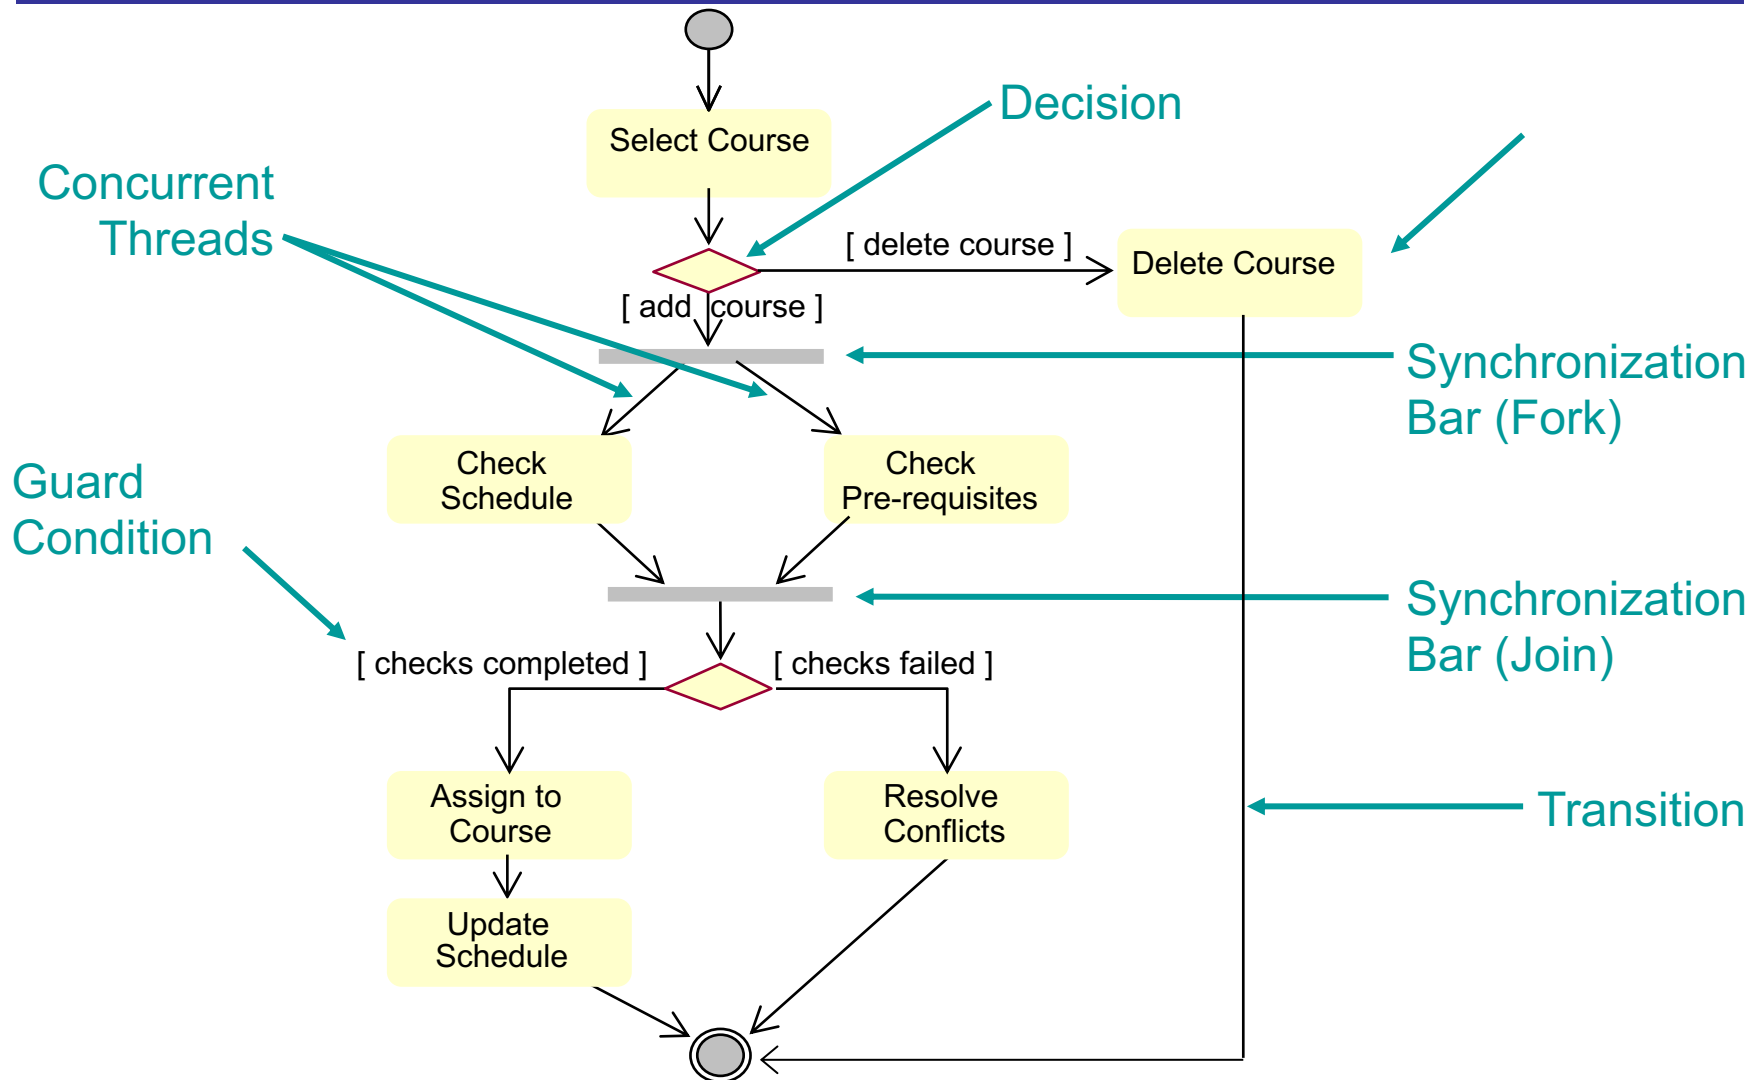 Decision
Select Course
Concurrent
Threads
[ delete course ]
Delete Course
[ add course ]
Synchronization
Bar (Fork)
Check
Schedule
Check
Pre-requisites
Guard
Condition
Synchronization
Bar (Join)
[ checks completed ]
[ checks failed ]
Assign to
Course
Resolve
Conflicts
Transition
Update
Schedule